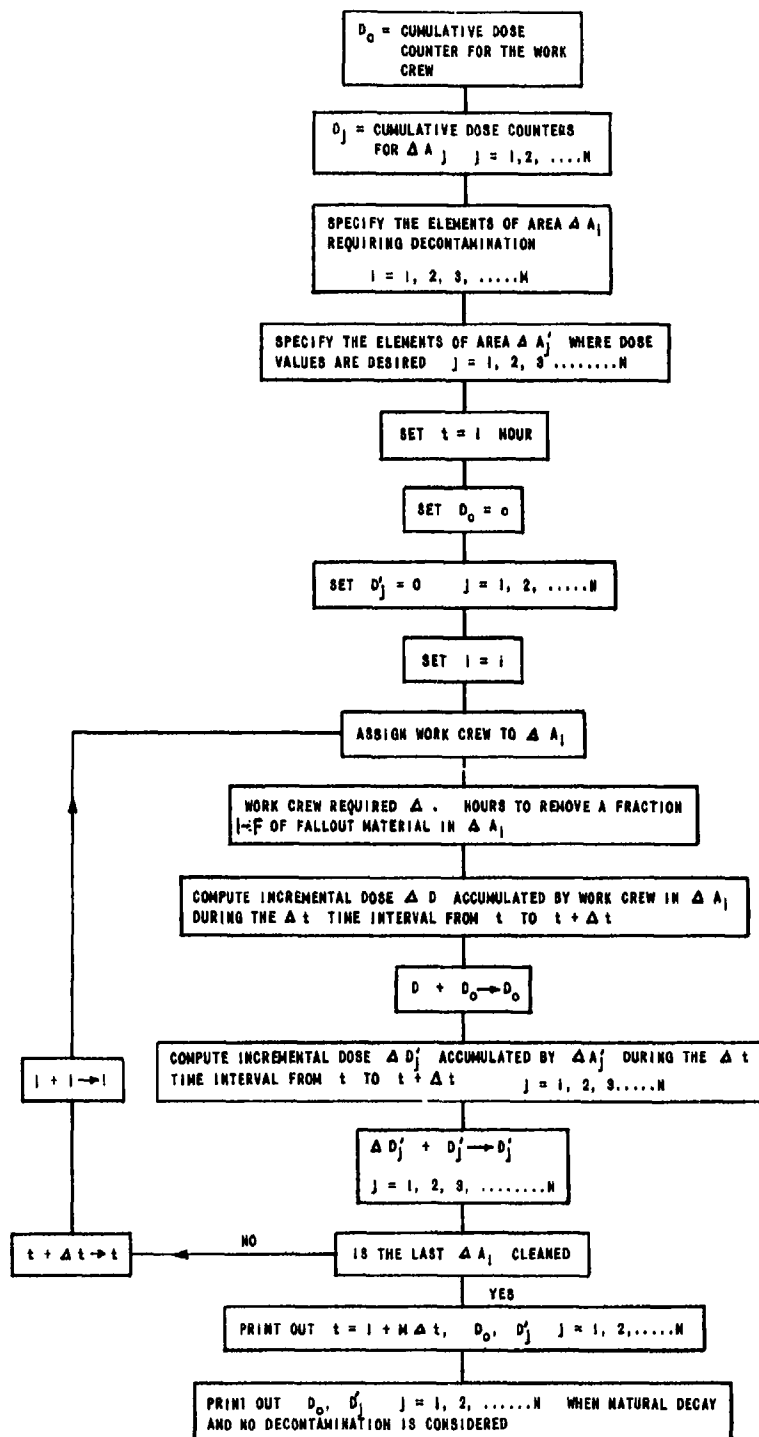 D₀ = CUMULATIVE DOSE
COUNTER FOR THE WORK
CREW
Dⱼ = CUMULATIVE DOSE COUNTERS
FOR Δ A ⱼ j = 1,2, ....N
SPECIFY THE ELEMENTS OF AREA Δ Aᵢ
REQUIRING DECONTAMINATION
i = 1, 2, 3, .....M
SPECIFY THE ELEMENTS OF AREA Δ A′ⱼ WHERE DOSE
VALUES ARE DESIRED j = 1, 2, 3 ........N
SET t = 1 HOUR
SET D₀ = 0
SET D′ⱼ = 0 j = 1, 2, .....N
SET i = 1
ASSIGN WORK CREW TO Δ Aᵢ
WORK CREW REQUIRED Δ . HOURS TO REMOVE A FRACTION
1-F OF FALLOUT MATERIAL IN Δ Aᵢ
COMPUTE INCREMENTAL DOSE Δ D ACCUMULATED BY WORK CREW IN Δ Aᵢ
DURING THE Δ t TIME INTERVAL FROM t TO t + Δ t
D + D₀ → D₀
COMPUTE INCREMENTAL DOSE Δ D′ⱼ ACCUMULATED BY Δ A′ⱼ DURING THE Δ t
TIME INTERVAL FROM t TO t + Δ t j = 1, 2, 3.....N
i + 1 → i
Δ D′ⱼ + D′ⱼ → D′ⱼ
j = 1, 2, 3, ........N
t + Δ t → t
NO
IS THE LAST Δ Aᵢ CLEANED
YES
PRINT OUT t = 1 + M Δ t, D₀, D′ⱼ j = 1, 2,.....N
PRINT OUT D₀, D′ⱼ j = 1, 2, ......N WHEN NATURAL DECAY
AND NO DECONTAMINATION IS CONSIDERED